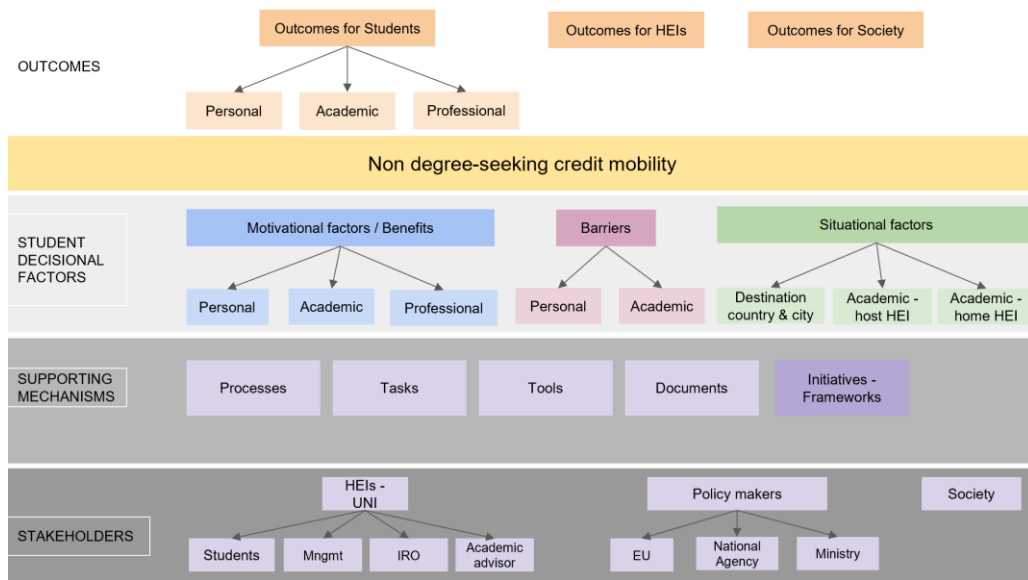 Outcomes for Students
Outcomes for HEIs
Outcomes for Society
OUTCOMES
Personal
Academic
Professional
Non degree-seeking credit mobility
STUDENT
DECISIONAL
FACTORS
Motivational factors / Benefits
Barriers
Situational factors
Personal
Academic
Professional
Personal
Academic
Destination
country & city
Academic -
host HEI
Academic -
home HEI
SUPPORTING
MECHANISMS
Processes
Tasks
Tools
Documents
Initiatives -
Frameworks
STAKEHOLDERS
HEIs -
UNI
Policy makers
Society
Students
Mngmt
IRO
Academic
advisor
EU
National
Agency
Ministry